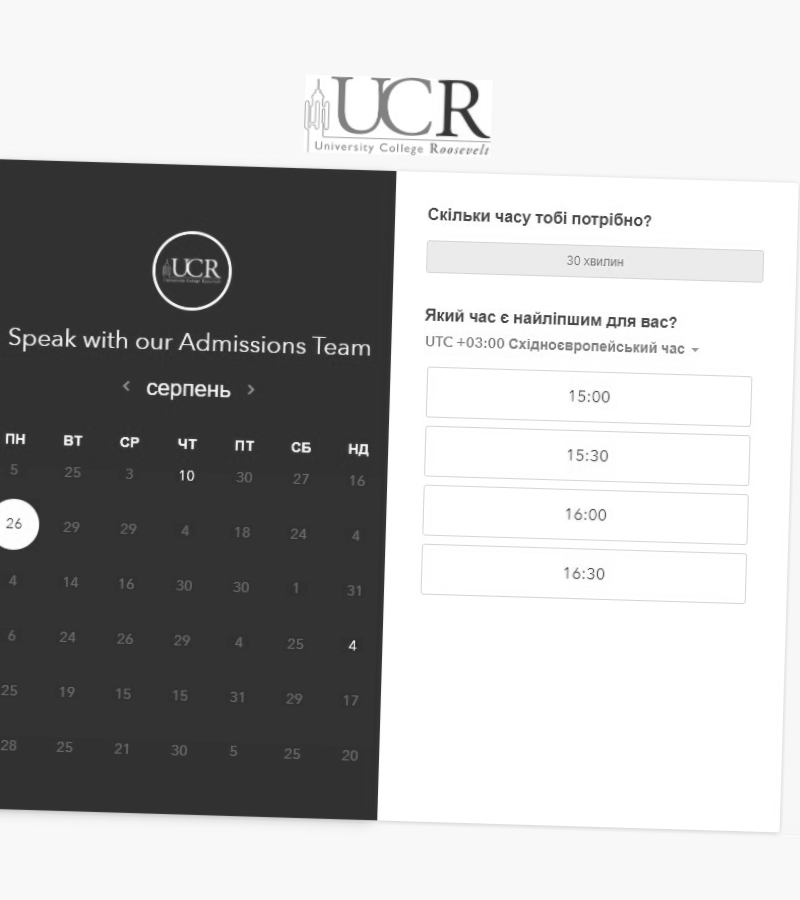 UCR
University College Roosevelt
UCR
University College Roosevelt
Speak with our Admissions Team
серпень
ПН ВТ СР ЧТ ПТ СБ НД
5 25 3 10 30 27 16
26 29 29 4 18 24 4
4 14 16 30 30 1 31
6 24 26 29 4 25 4
25 19 15 15 31 29 17
28 25 21 30 5 25 20
Скільки часу тобі потрібно?
30 хвилин
Який час є найліпшим для вас?
UTC +03:00 Східноєвропейський час
15:00
15:30
16:00
16:30